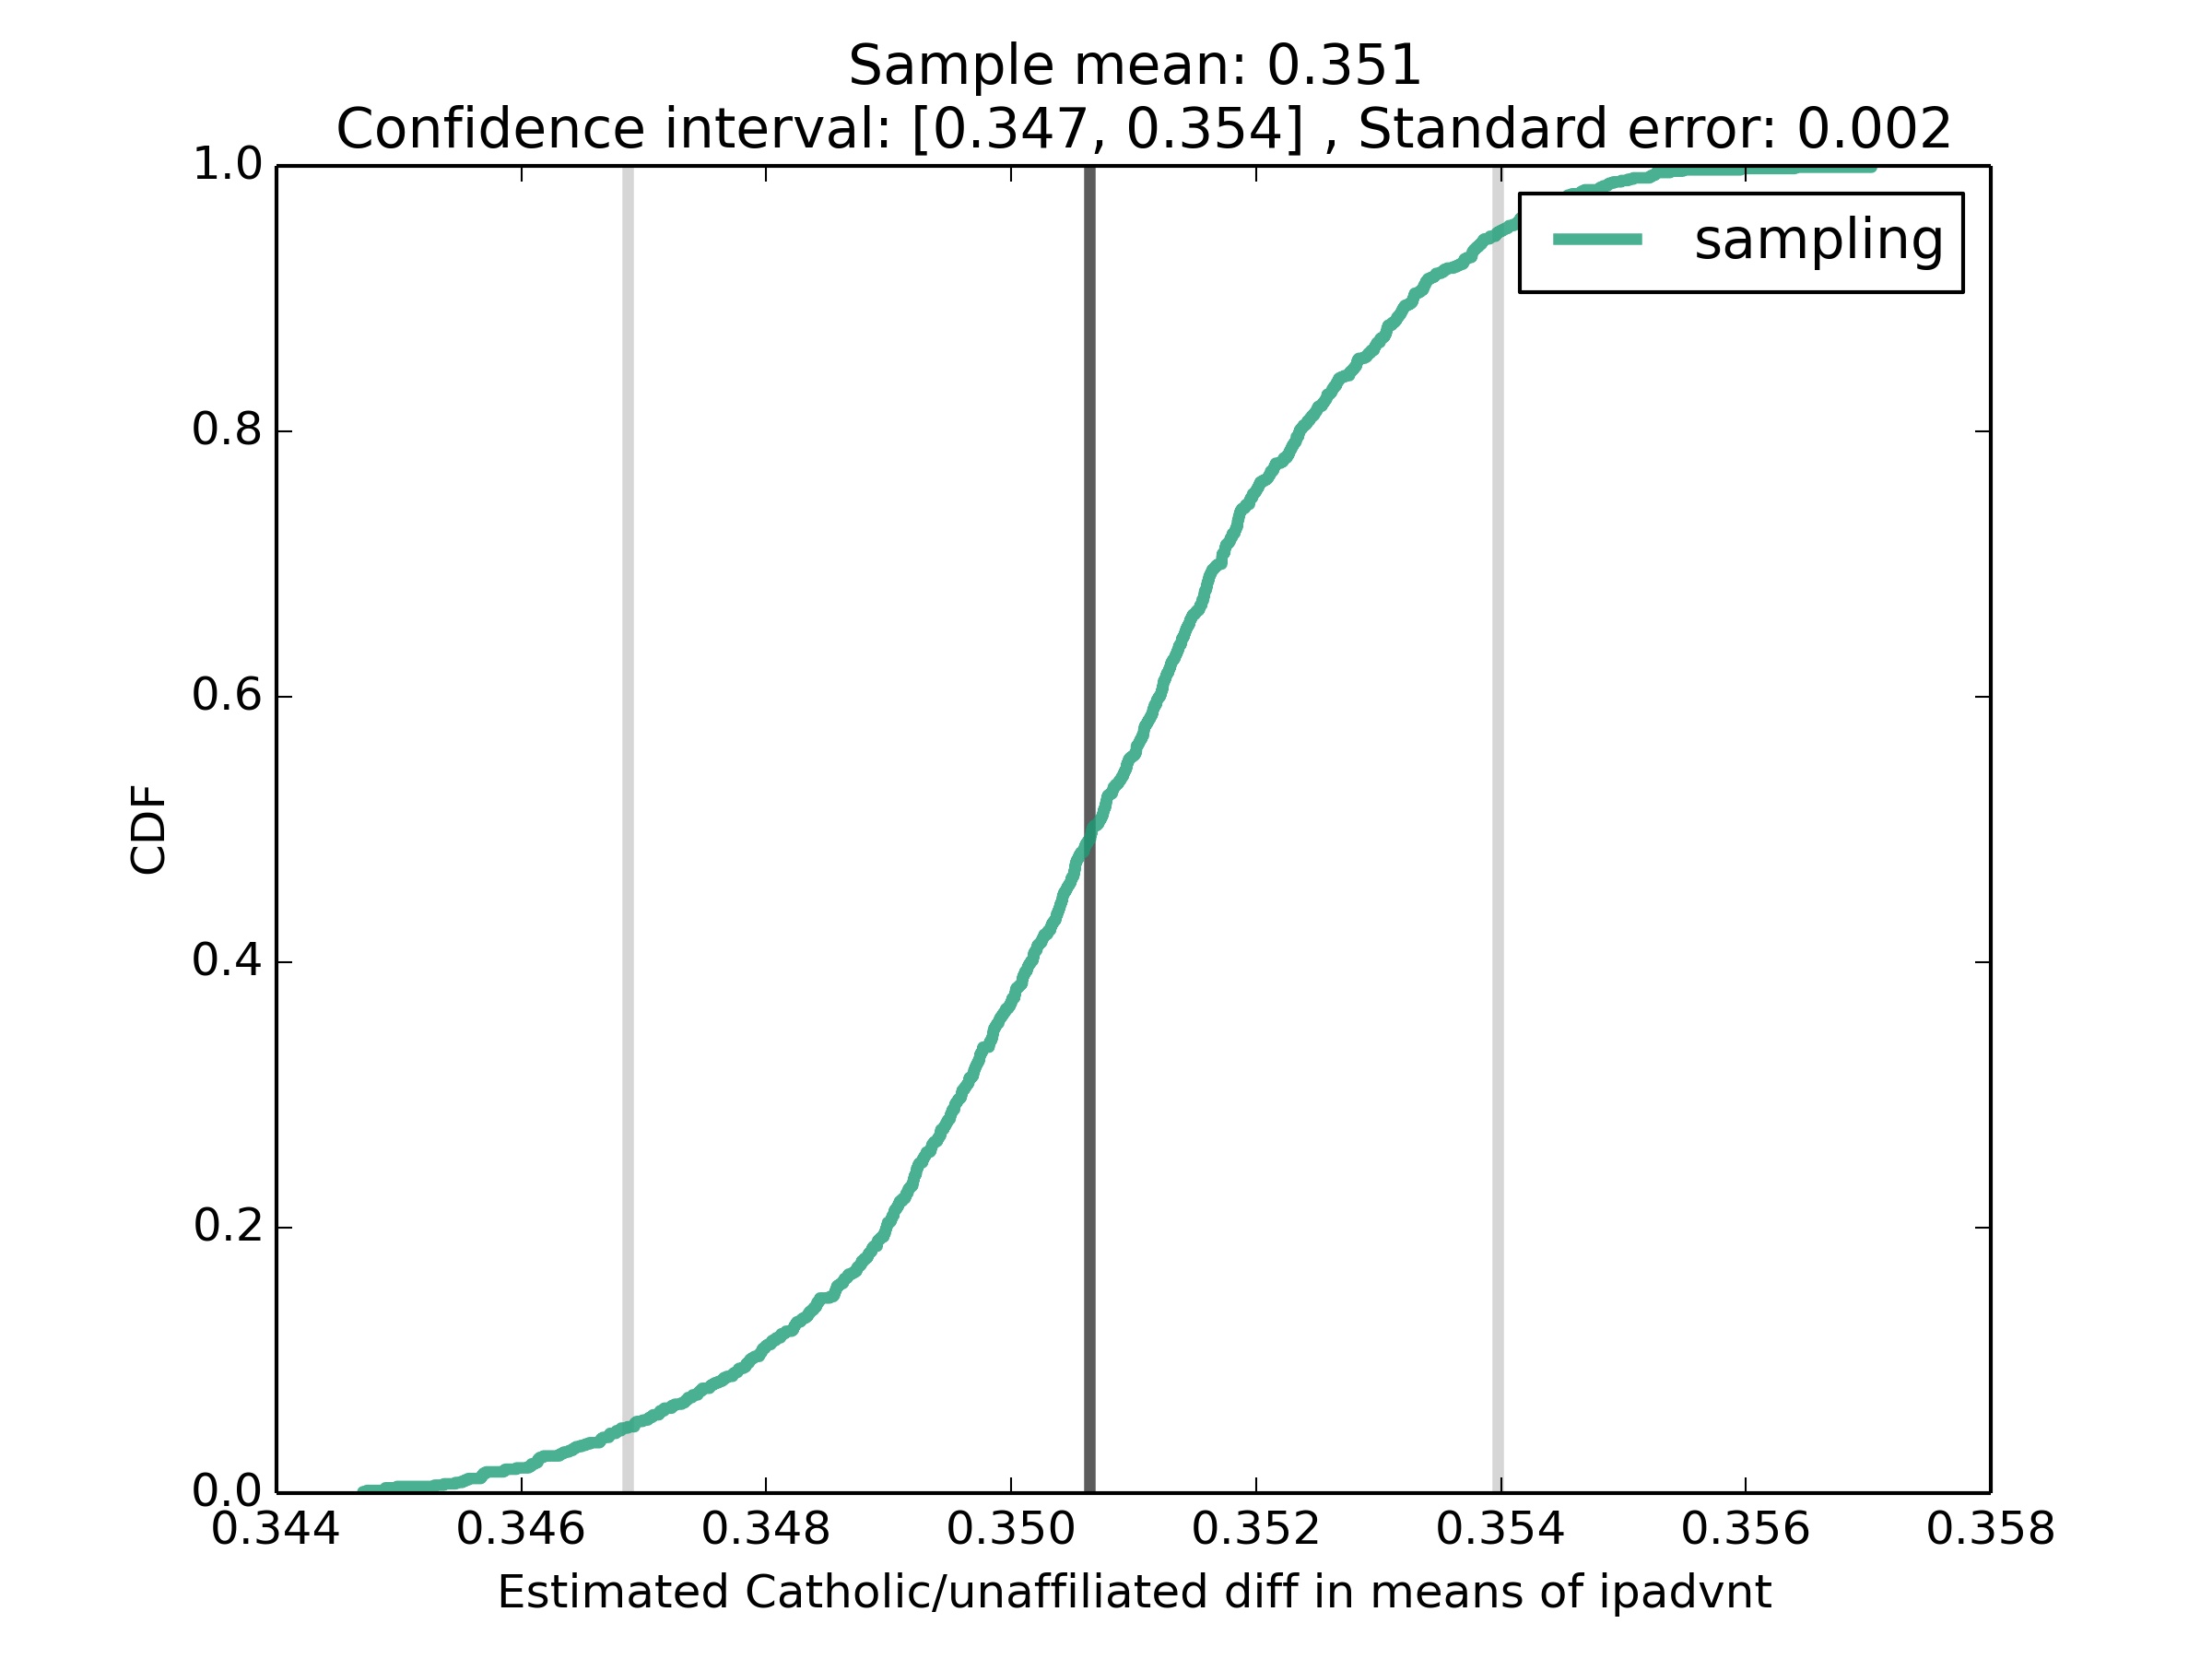 Sample mean: 0.351
Confidence interval: [0.347, 0.354] , Standard error: 0.002
1.0
sampling
0.8
0.6
CDF
0.4
0.2
0.0
0.344 0.346 0.348 0.350 0.352 0.354 0.356 0.358
Estimated Catholic/unaffiliated diff in means of ipadvnt